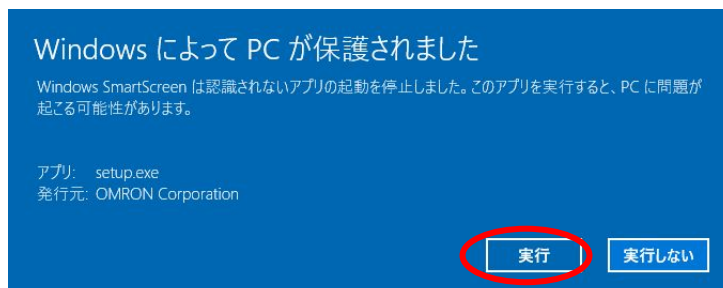 Windows によって PC が保護されました
Windows SmartScreen は認識されないアプリの起動を停止しました。このアプリを実行すると、PC に問題が
起こる可能性があります。
アプリ: setup.exe
発行元: OMRON Corporation
実行 実行しない